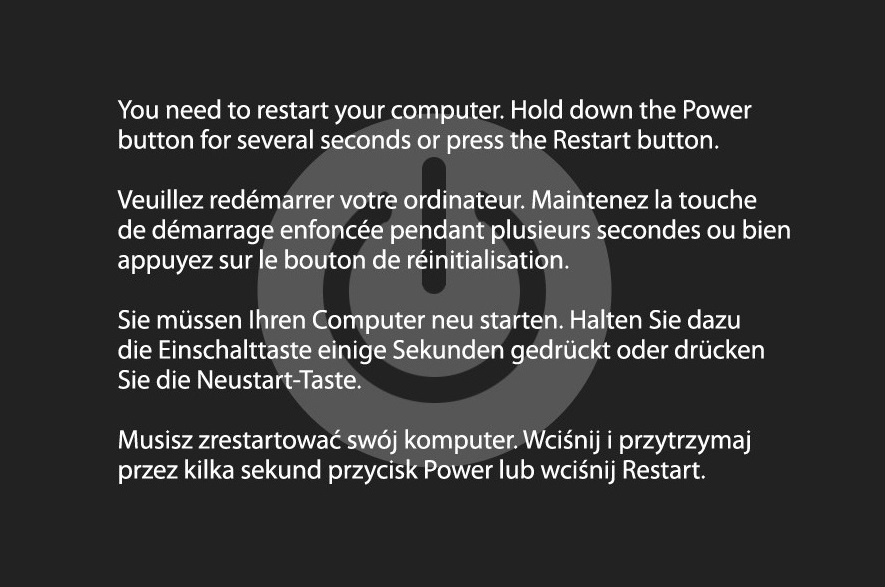 You need to restart your computer. Hold down the Power
button for several seconds or press the Restart button.
Veuillez redémarrer votre ordinateur. Maintenez la touche
de démarrage enfoncée pendant plusieurs secondes ou bien
appuyez sur le bouton de réinitialisation.
Sie müssen Ihren Computer neu starten. Halten Sie dazu
die Einschalttaste einige Sekunden gedrückt oder drücken
Sie die Neustart-Taste.
Musisz zrestartować swój komputer. Wciśnij i przytrzymaj
przez kilka sekund przycisk Power lub wciśnij Restart.